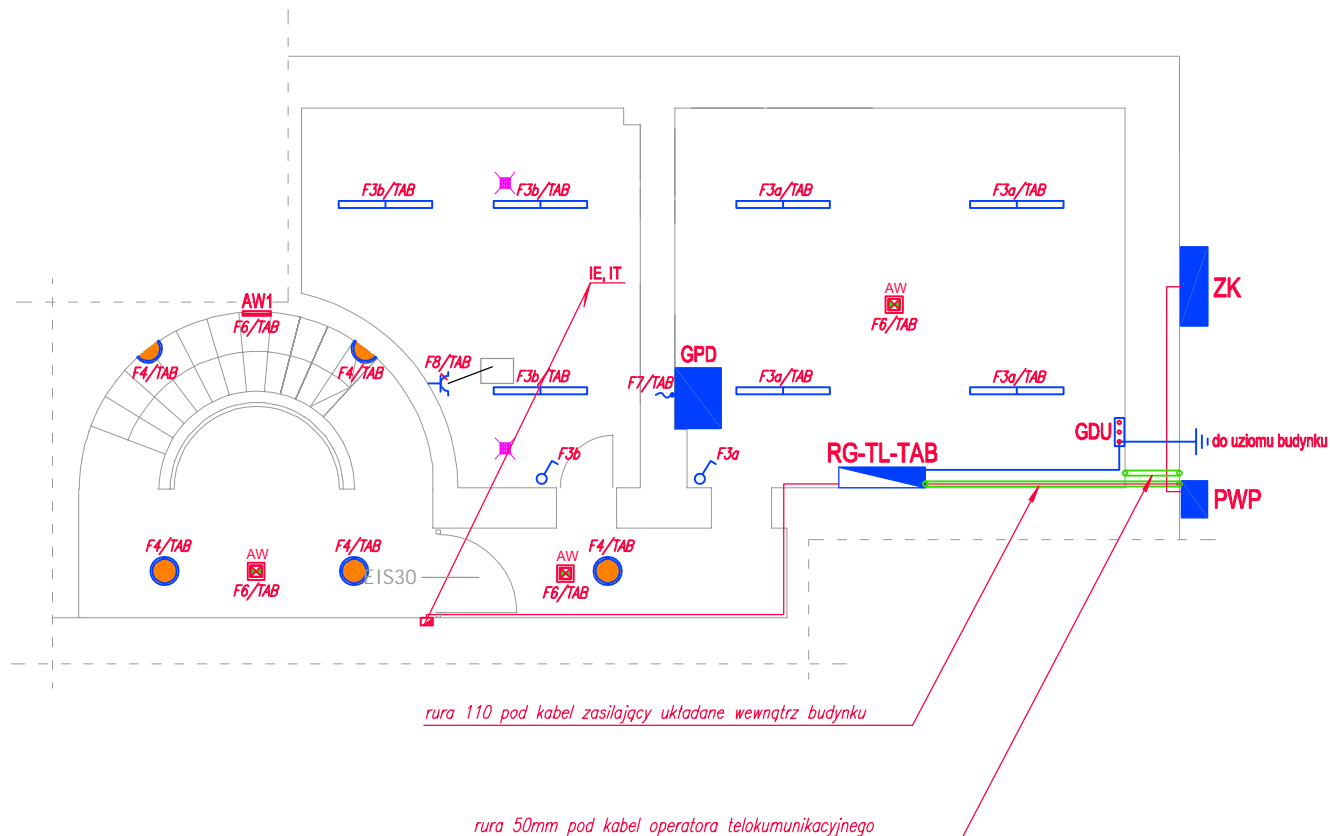 F3b/TAB
F3b/TAB
F3a/TAB
F3a/TAB
IE, IT
ZK
AW1
F6/TAB
AW
F6/TAB
F4/TAB
F4/TAB
F8/TAB
F3b/TAB
F7/TAB
GPD
F3a/TAB
F3a/TAB
GDU
do uziomu budynku
F3b
F3a
RG-TL-TAB
PWP
F4/TAB
AW
F6/TAB
F4/TAB
EIS30
AW
F6/TAB
F4/TAB
rura 110 pod kabel zasilający układane wewnątrz budynku
rura 50mm pod kabel operatora telokumunikacyjnego